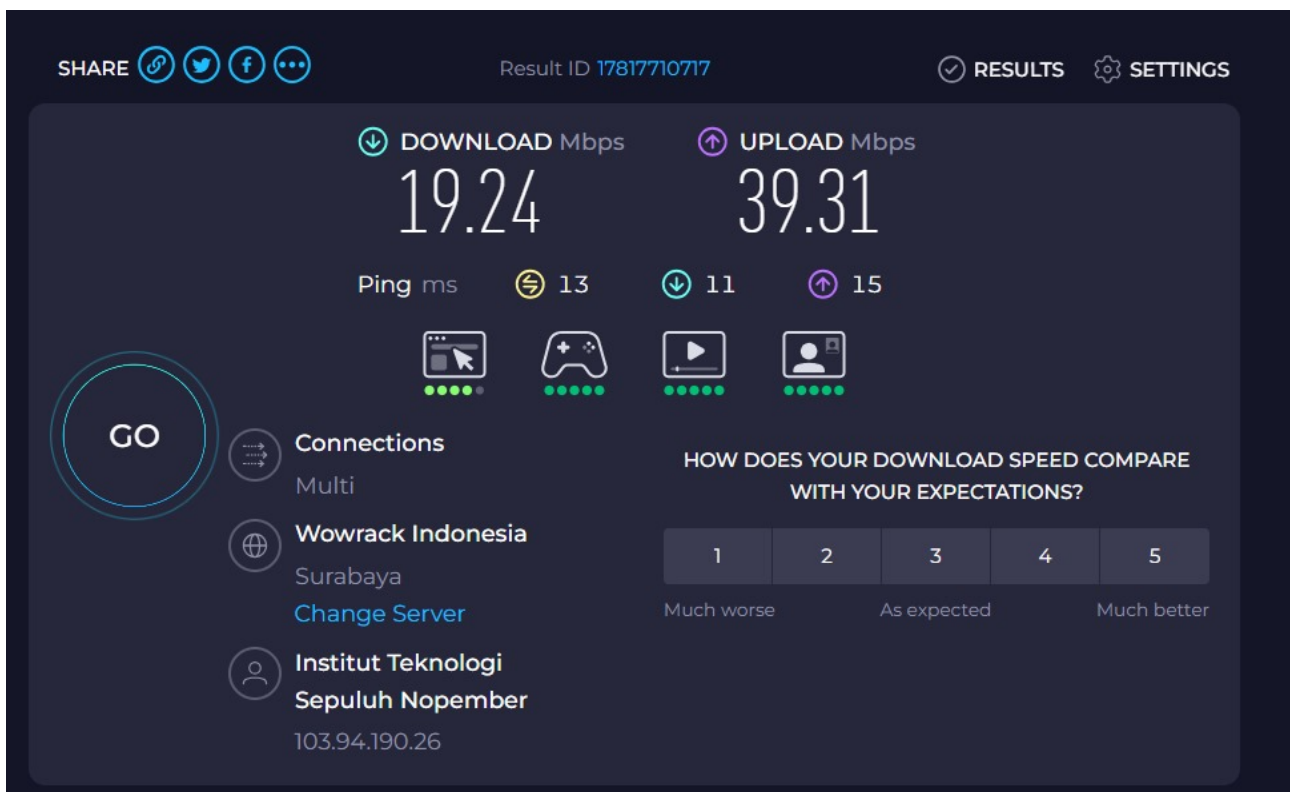 SHARE
Result ID 17817710717
RESULTS
SETTINGS
DOWNLOAD Mbps
UPLOAD Mbps
19.24
39.31
Ping ms 13 11 15
GO
Connections
Multi
Wowrack Indonesia
Surabaya
Change Server
Institut Teknologi
Sepuluh Nopember
103.94.190.26
HOW DOES YOUR DOWNLOAD SPEED COMPARE
WITH YOUR EXPECTATIONS?
1 2 3 4 5
Much worse As expected Much better